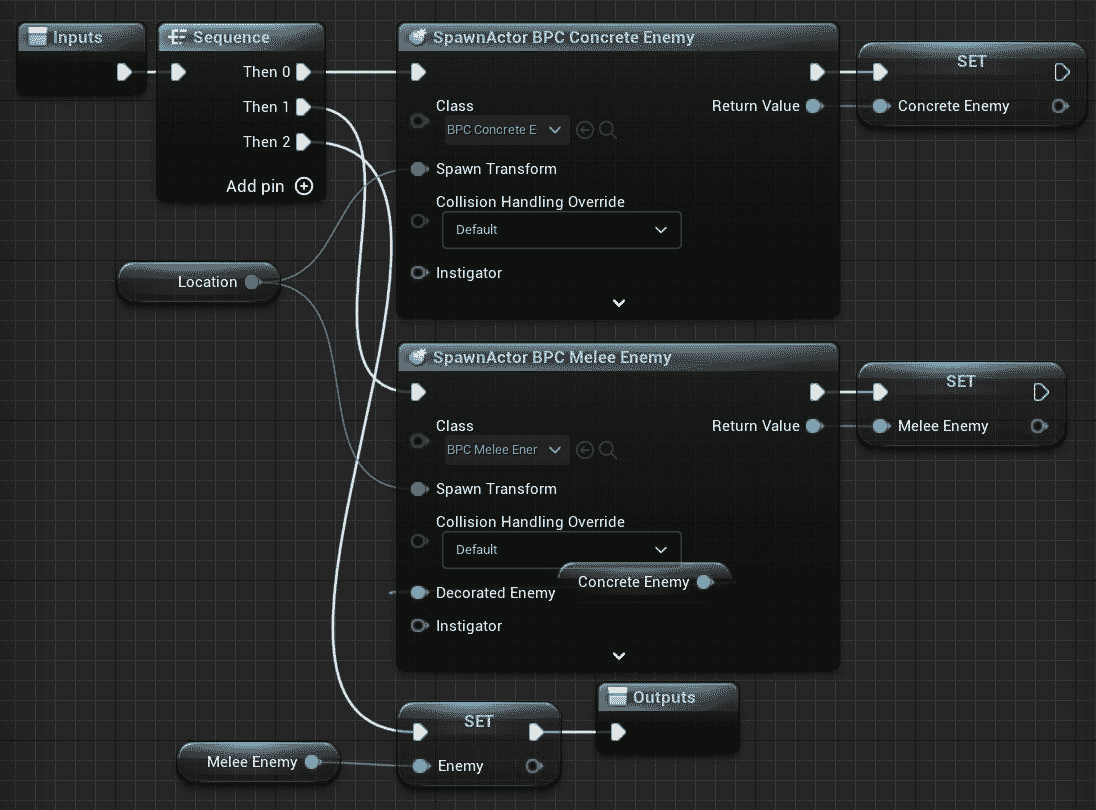 Inputs
Sequence
Then 0
Then 1
Then 2
Add pin
SpawnActor BPC Concrete Enemy
Class
BPC Concrete E
Return Value
Spawn Transform
Collision Handling Override
Default
Instigator
SET
Concrete Enemy
Location
SpawnActor BPC Melee Enemy
Class
BPC Melee Ener
Return Value
Spawn Transform
Collision Handling Override
Default
Concrete Enemy
Decorated Enemy
Instigator
SET
Melee Enemy
Melee Enemy
SET
Enemy
Outputs